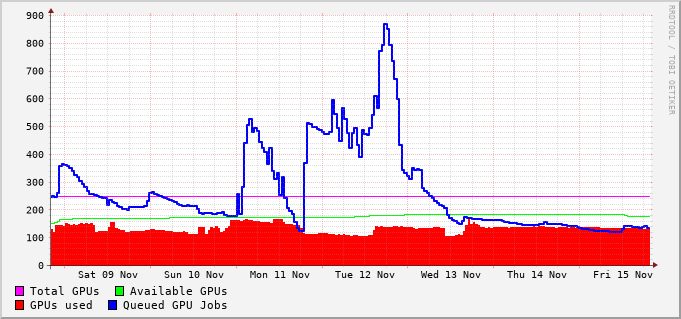 900
800
700
600
500
400
300
200
100
0
Sat 09 Nov Sun 10 Nov Mon 11 Nov Tue 12 Nov Wed 13 Nov Thu 14 Nov Fri 15 Nov
Total GPUs Available GPUs
GPUs used Queued GPU Jobs
RRDTOOL / TOBI OETIKER